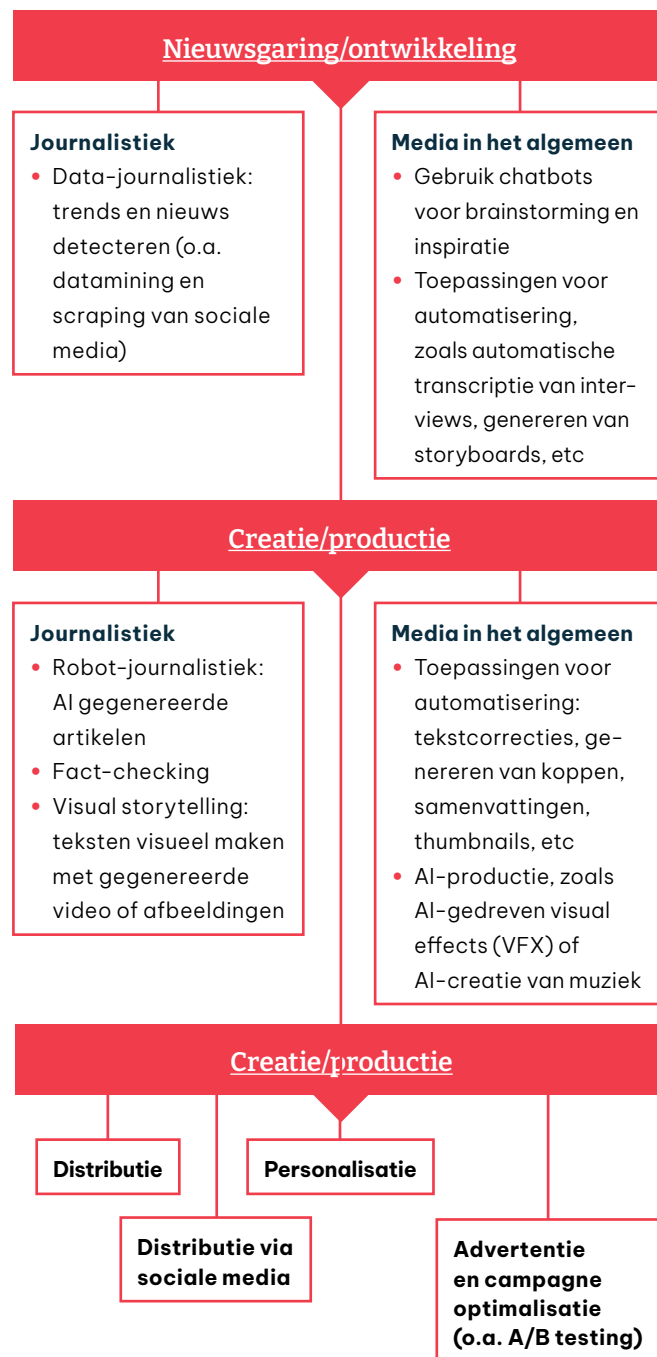 Nieuwsgaring/ontwikkeling
Journalistiek
• Data-journalistiek:
trends en nieuws
detecteren (o.a.
datamining en
scraping van sociale
media)
Media in het algemeen
• Gebruik chatbots
voor brainstorming en
inspiratie
• Toepassingen voor
automatisering,
zoals automatische
transcriptie van inter-
views, genereren van
storyboards, etc
Creatie/productie
Journalistiek
• Robot-journalistiek:
AI gegenereerde
artikelen
• Fact-checking
• Visual storytelling:
teksten visueel maken
met gegenereerde
video of afbeeldingen
Media in het algemeen
• Toepassingen voor
automatisering:
tekstcorrecties, ge-
nereren van koppen,
samenvattingen,
thumbnails, etc
• AI-productie, zoals
AI-gedreven visual
effects (VFX) of
AI-creatie van muziek
Creatie/productie
Distributie
Personalisatie
Distributie via
sociale media
Advertentie
en campagne
optimalisatie
(o.a. A/B testing)